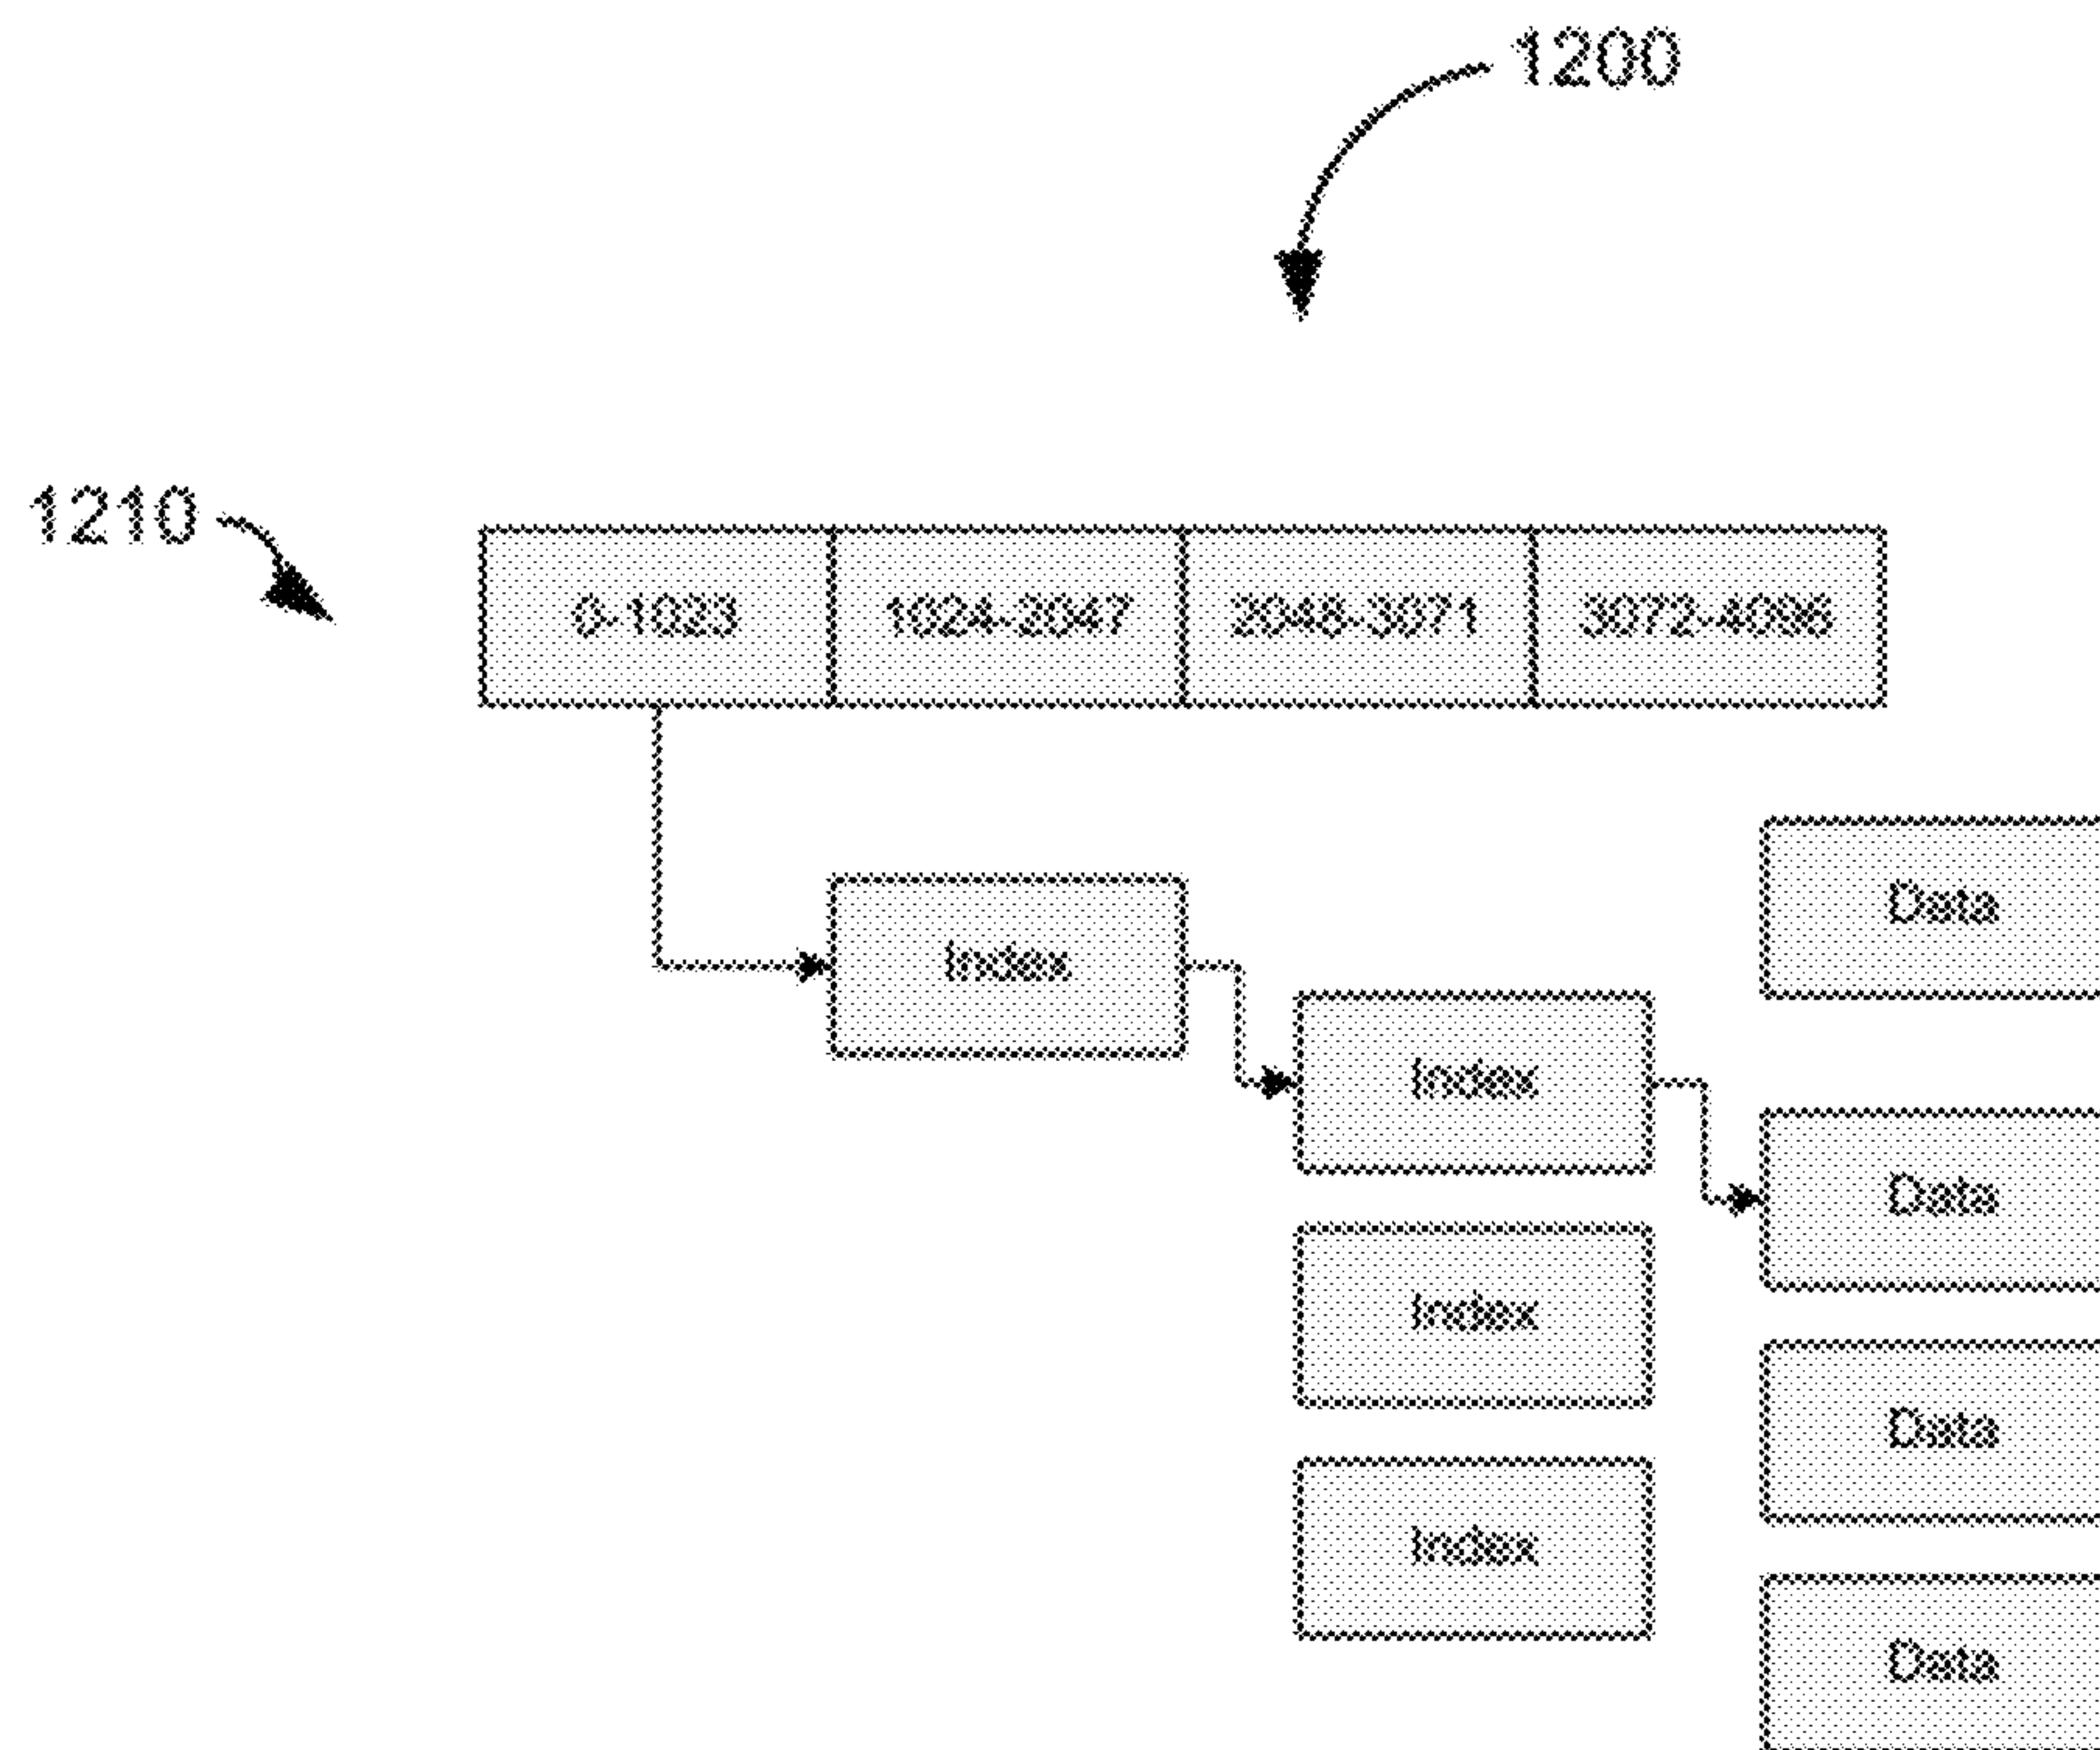 1200
1210
0-1023 1024-2047 2048-3071 3072-4096
Data
Index
Index
Data
Index
Data
Index
Data